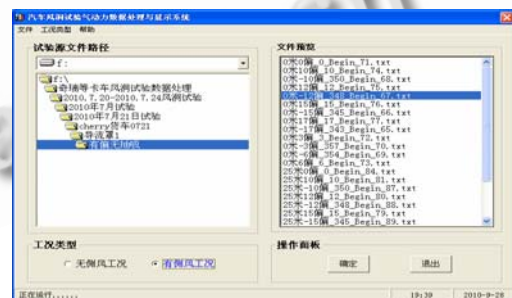 汽车风洞试验气动力数据处理与显示系统
文件 工况类型 帮助
试验源文件路径
f:
f:\
奇瑞等卡车风洞试验数据处理
2010.7.20-2010.7.24风洞试验
2010年7月试验
2010年7月21日试验
cherry货车0721
导流罩1
有偏无地板
文件预览
0米0偏_0_Begin_71.txt
0米10偏_10_Begin_74.txt
0米-10偏_350_Begin_68.txt
0米12偏_12_Begin_75.txt
0米-12偏_348_Begin_67.txt
0米15偏_15_Begin_76.txt
0米-15偏_345_Begin_66.txt
0米17偏_17_Begin_77.txt
0米-17偏_343_Begin_65.txt
0米3偏_3_Begin_72.txt
0米-3偏_357_Begin_70.txt
0米-6偏_354_Begin_69.txt
0米6偏_6_Begin_73.txt
25米0偏_0_Begin_84.txt
25米10偏_10_Begin_81.txt
25米-10偏_350_Begin_87.txt
25米12偏_12_Begin_80.txt
25米-12偏_348_Begin_88.txt
25米15偏_15_Begin_79.txt
25米-15偏_345_Begin_89.txt
工况类型
无侧风工况 有侧风工况
操作面板
确定 退出
正在运行...... 19:39 2010-9-28